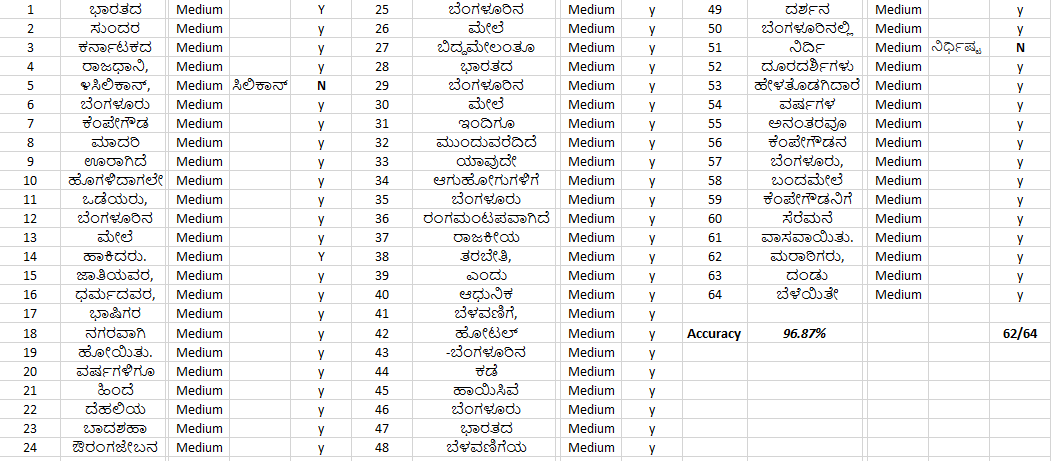 1 ಭಾರತದ Medium Y 25 ಬೆಂಗಳೂರಿನ Medium y 49 ದರ್ಶನ Medium y
2 ಸುಂದರ Medium y 26 ಮೇಲೆ Medium y 50 ಬೆಂಗಳೂರಿನಲ್ಲಿ Medium y
3 ಕರ್ನಾಟಕದ Medium y 27 ಬಿದ್ದಮೇಲಂತೂ Medium y 51 ನಿರ್ದಿ Medium ನಿರ್ಧಿಷ್ಟ N
4 ರಾಜಧಾನಿ, Medium y 28 ಭಾರತದ Medium y 52 ದೂರದರ್ಶಿಗಳು Medium y
5 ಳಸಿಲಿಕಾನ್, Medium ಸಿಲಿಕಾನ್ N 29 ಬೆಂಗಳೂರಿನ Medium y 53 ಹೇಳತೊಡಗಿದಾರೆ Medium y
6 ಬೆಂಗಳೂರು Medium y 30 ಮೇಲೆ Medium y 54 ವರ್ಷಗಳ Medium y
7 ಕೆಂಪೇಗೌಡ Medium y 31 ಇಂದಿಗೂ Medium y 55 ಅನಂತರವೂ Medium y
8 ಮಾದರಿ Medium y 32 ಮುಂದುವರೆದಿದೆ Medium y 56 ಕೆಂಪೇಗೌಡನ Medium y
9 ಊರಾಗಿದೆ Medium y 33 ಯಾವುದೇ Medium y 57 ಬೆಂಗಳೂರು, Medium y
10 ಹೊಗಳಿದಾಗಲೇ Medium y 34 ಆಗುಹೋಗುಗಳಿಗೆ Medium y 58 ಬಂದಮೇಲೆ Medium y
11 ಒಡೆಯರು, Medium y 35 ಬೆಂಗಳೂರು Medium y 59 ಕೆಂಪೇಗೌಡನಿಗೆ Medium y
12 ಬೆಂಗಳೂರಿನ Medium y 36 ರಂಗಮಂಟಪವಾಗಿದೆ Medium y 60 ಸೆರೆಮನೆ Medium y
13 ಮೇಲೆ Medium y 37 ರಾಜಕೀಯ Medium y 61 ವಾಸವಾಯಿತು. Medium y
14 ಹಾಕಿದರು. Medium Y 38 ತರಬೇತಿ, Medium y 62 ಮರಾಠಿಗರು, Medium y
15 ಜಾತಿಯವರ, Medium y 39 ಎಂದು Medium y 63 ದಂಡು Medium y
16 ಧರ್ಮದವರ, Medium y 40 ಆಧುನಿಕ Medium y 64 ಬೆಳೆಯಿತೇ Medium y
17 ಭಾಷಿಗರ Medium y 41 ಬೆಳವಣಿಗೆ, Medium y
18 ನಗರವಾಗಿ Medium y 42 ಹೋಟಲ್ Medium y Accuracy 96.87% 62/64
19 ಹೋಯಿತು. Medium y 43 -ಬೆಂಗಳೂರಿನ Medium y
20 ವರ್ಷಗಳಿಗೂ Medium y 44 ಕಡೆ Medium y
21 ಹಿಂದೆ Medium y 45 ಹಾಯಿಸಿವೆ Medium y
22 ದೆಹಲಿಯ Medium y 46 ಬೆಂಗಳೂರು Medium y
23 ಬಾದಶಹಾ Medium y 47 ಭಾರತದ Medium y
24 ಔರಂಗಜೇಬನ Medium y 48 ಬೆಳವಣಿಗೆಯ Medium y